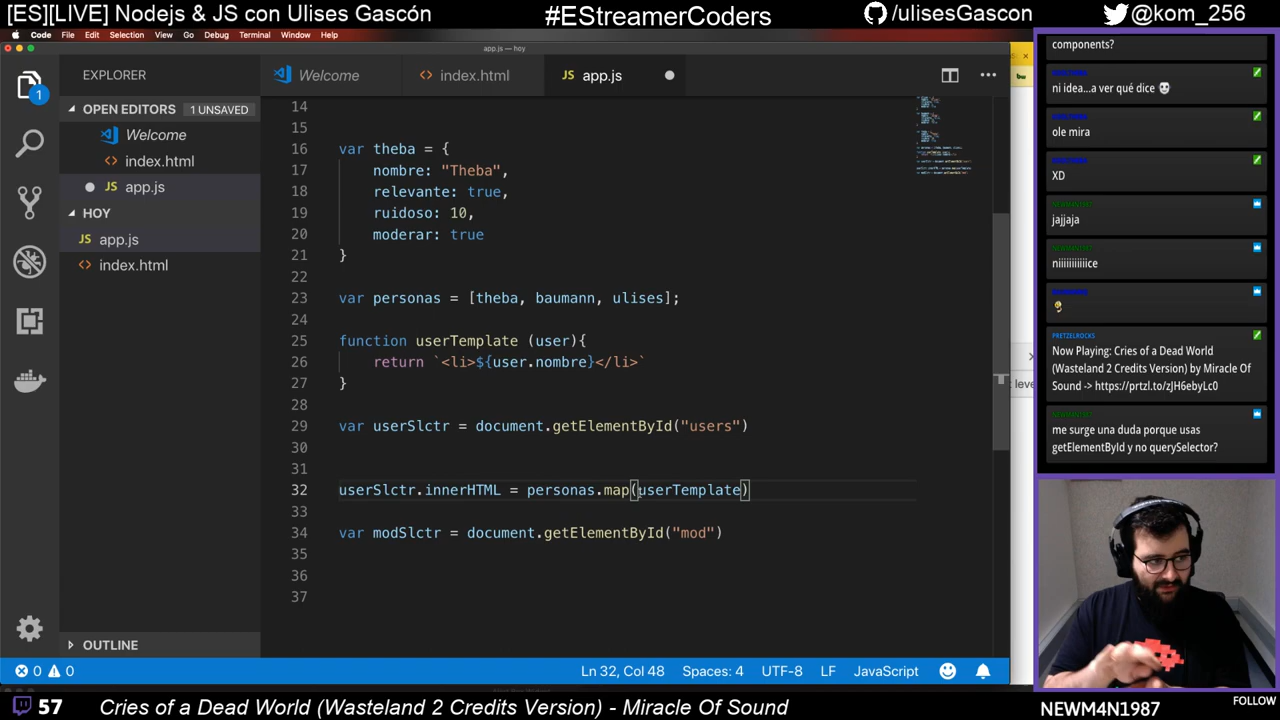 [ES][LIVE] Nodejs & JS con Ulises Gascón
#EStreamerCoders
/ulisesGascon
@kom_256
Code File Edit Selection View Go Debug Terminal Window Help
app.js — hoy
EXPLORER
OPEN EDITORS 1 UNSAVED
Welcome
index.html
JS app.js
HOY
JS app.js
index.html
OUTLINE
1
Welcome
index.html
JS app.js
14
15
16 var theba = {
17 nombre: "Theba",
18 relevante: true,
19 ruidoso: 10,
20 moderar: true
21 }
22
23 var personas = [theba, baumann, ulises];
24
25 function userTemplate (user){
26 return `<li>${user.nombre}</li>`
27 }
28
29 var userSlctr = document.getElementById("users")
30
31
32 userSlctr.innerHTML = personas.map(userTemplate)
33
34 var modSlctr = document.getElementById("mod")
35
36
37
0 0
Ln 32, Col 48 Spaces: 4 UTF-8 LF JavaScript
components?
ni idea...a ver qué dice
ole mira
XD
NEWM4N1987
jajjaja
NEWM4N1987
niiiiiiiiiiice
PRETZELROCKS
Now Playing: Cries of a Dead World
(Wasteland 2 Credits Version) by Miracle Of
Sound -> https://prtzl.to/zJH6ebyLc0
NEWM4N1987
me surge una duda porque usas
getElementById y no querySelector?
57 Cries of a Dead World (Wasteland 2 Credits Version) - Miracle Of Sound
NEWM4N1987
FOLLOW